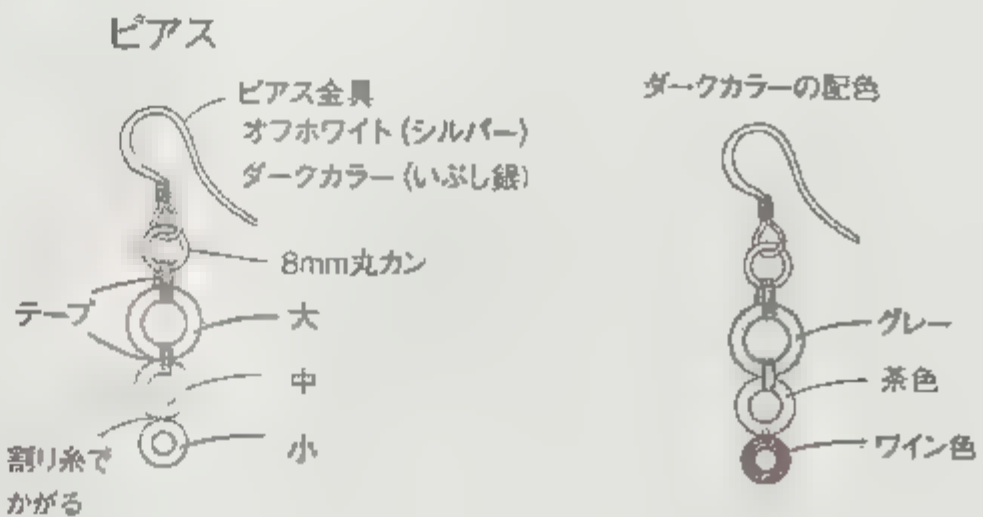 ピアス
ピアス金具
オフホワイト(シルバー)
ダークカラー(いぶし銀)
8mm丸カン
テープ
大
中
小
割り糸で
かがる
ダークカラーの配色
グレー
茶色
ワイン色